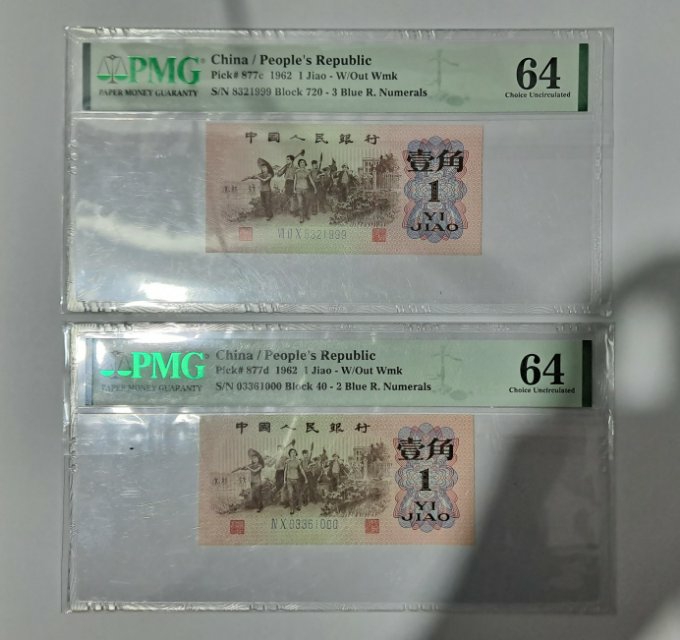 PMG
PAPER MONEY GUARANTY
China / People's Republic
Pick# 877c 1962 1 Jiao - W/Out Wmk
S/N 8321999 Block 720 - 3 Blue R. Numerals
64
Choice Uncirculated
中國人民銀行
壹角
1
YI
JIAO
8321999
PMG
PAPER MONEY GUARANTY
China / People's Republic
Pick# 877d 1962 1 Jiao - W/Out Wmk
S/N 03361000 Block 40 - 2 Blue R. Numerals
64
Choice Uncirculated
中國人民銀行
壹角
1
YI
JIAO
ⅣⅩ03361000